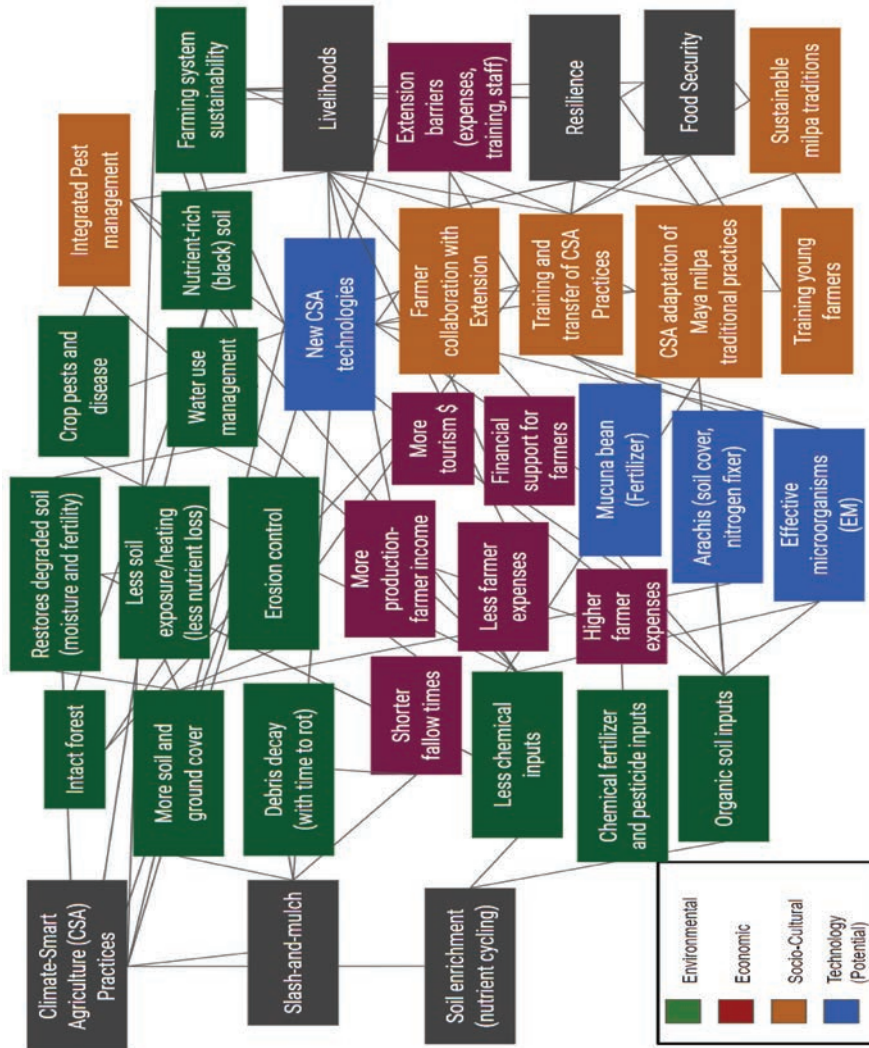 Climate-Smart
Agriculture (CSA)
Practices
Slash-and-mulch
Soil enrichment
(nutrient cycling)
Intact forest
More soil and
ground cover
Debris decay
(with time to rot)
Shorter
fallow times
Less chemical
inputs
Chemical fertilizer
and pesticide inputs
Organic soil inputs
Restores degraded soil
(moisture and fertility)
Less soil
exposure/heating
(less nutrient loss)
Erosion control
More
production-
farmer income
Less farmer
expenses
Higher
farmer
expenses
Crop pests and
disease
Water use
management
More
tourism $
Financial
support for
farmers
Mucuna bean
(Fertilizer)
Arachis (soil cover,
nitrogen fixer)
Effective
microorganisms
(EM)
Integrated Pest
management
Nutrient-rich
(black) soil
New CSA
technologies
Farmer
collaboration with
Extension
Training and
transfer of CSA
Practices
CSA adaptation of
Maya milpa
traditional practices
Training young
farmers
Farming system
sustainability
Livelihoods
Extension
barriers
(expenses,
training, staff)
Resilience
Food Security
Sustainable
milpa traditions
Environmental
Economic
Socio-Cultural
Technology
(Potential)